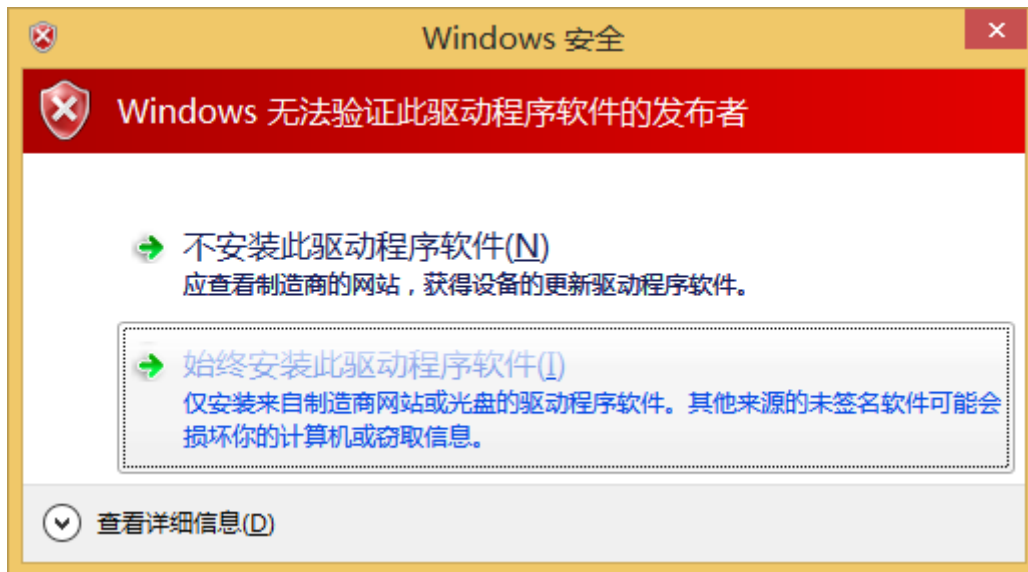 Windows 安全
Windows 无法验证此驱动程序软件的发布者
不安装此驱动程序软件(N)
应查看制造商的网站，获得设备的更新驱动程序软件。
始终安装此驱动程序软件(I)
仅安装来自制造商网站或光盘的驱动程序软件。其他来源的未签名软件可能会
损坏你的计算机或窃取信息。
查看详细信息(D)